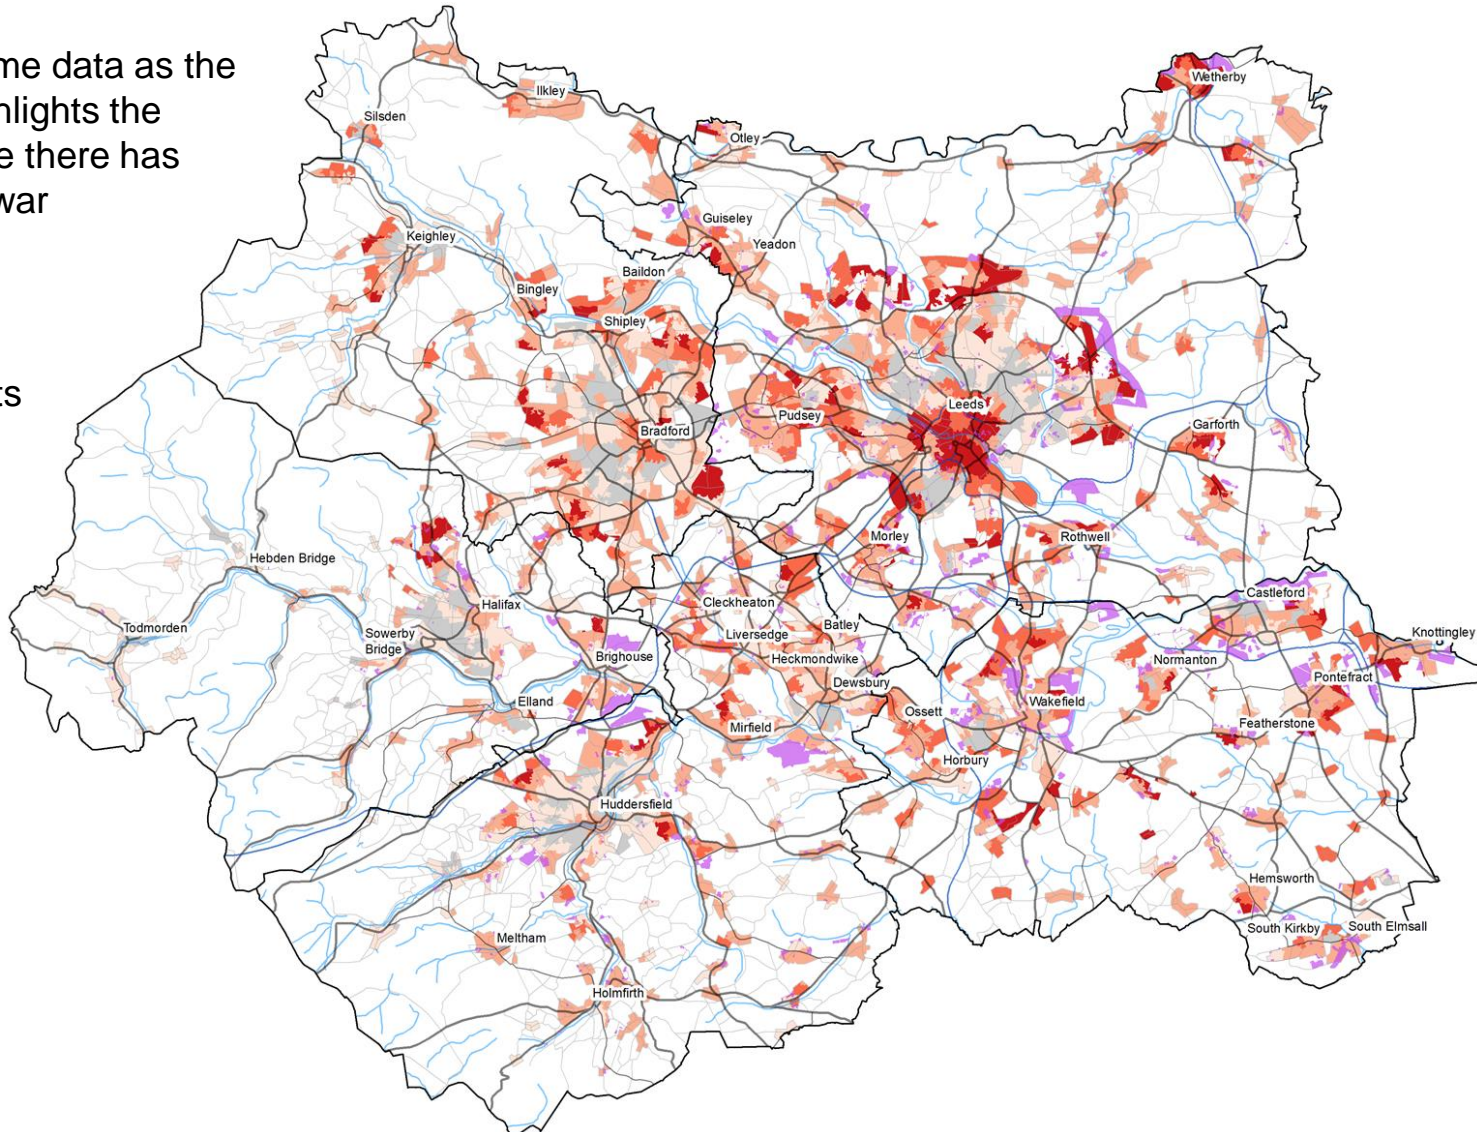 me data as the
hlights the
e there has
war
ts
Wetherby
Ilkley
Silsden
Otley
Guiseley
Yeadon
Keighley
Baildon
Bingley
Shipley
Leeds
Pudsey
Garforth
Bradford
Morley
Rothwell
Hebden Bridge
Castleford
Halifax
Cleckheaton
Todmorden
Sowerby
Bridge
Liversedge
Batley
Knottingley
Brighouse
Heckmondwike
Normanton
Dewsbury
Pontefract
Elland
Ossett
Wakefield
Mirfield
Featherstone
Horbury
Huddersfield
Hemsworth
South Kirkby
South Elmsall
Meltham
Holmfirth